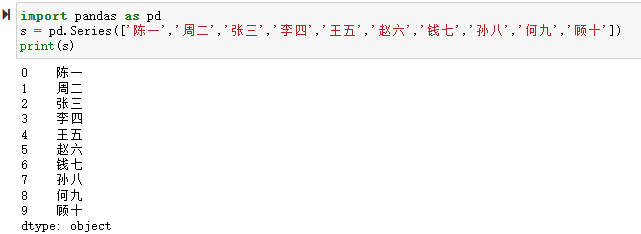 import pandas as pd
s = pd.Series(['陈一','周二','张三','李四','王五','赵六','钱七','孙八','何九','顾十'])
print(s)
0    陈一
1    周二
2    张三
3    李四
4    王五
5    赵六
6    钱七
7    孙八
8    何九
9    顾十
dtype: object